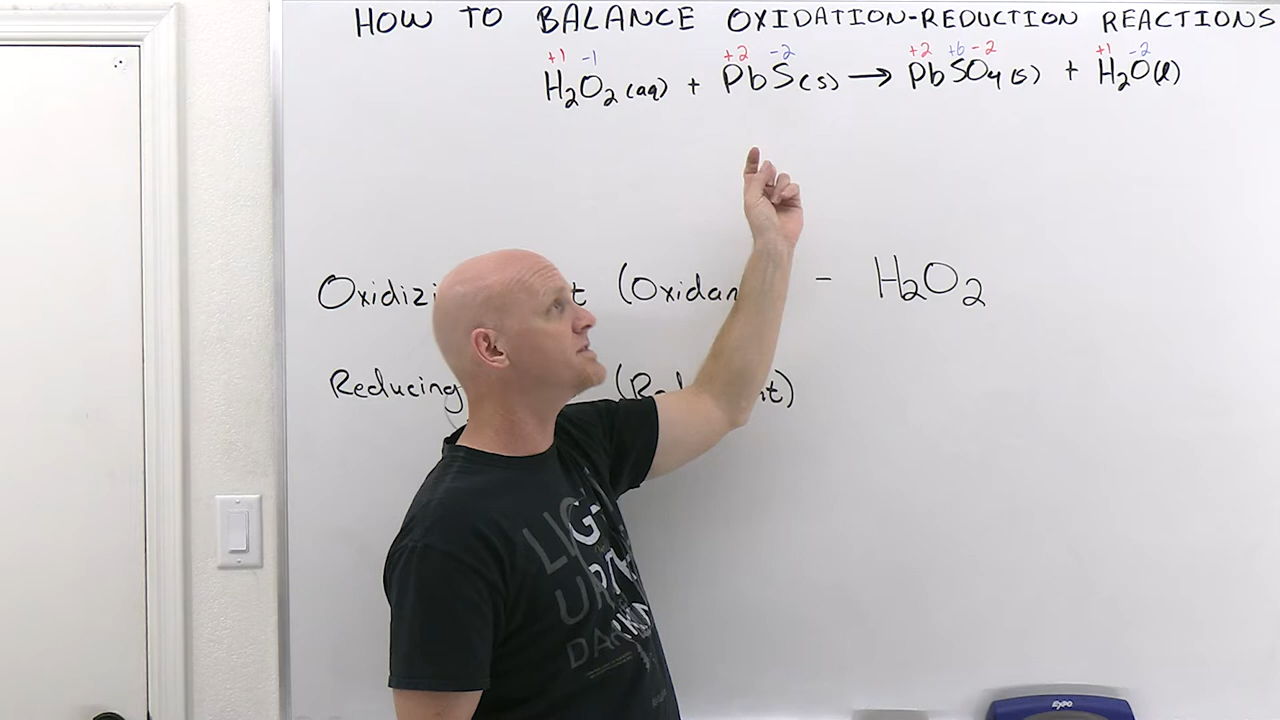 HOW TO BALANCE OXIDATION-REDUCTION REACTIONS
+1 -1 +2 -2 +2 +6 -2 +1 -2
H₂O₂(aq) + PbS(s) → PbSO₄(s) + H₂O(l)
(Oxidan - H₂O₂
Reducing
EXPO